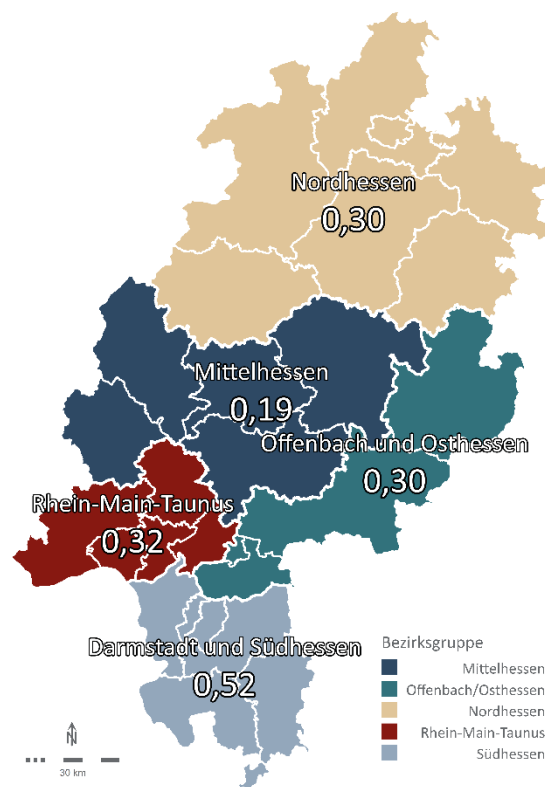 Nordhessen
0,30
Mittelhessen
0,19
Offenbach und Osthessen
0,30
Rhein-Main-Taunus
0,32
Darmstadt und Südhessen
0,52
Bezirksgruppe
Mittelhessen
Offenbach/Osthessen
Nordhessen
Rhein-Main-Taunus
Südhessen
N
30 km